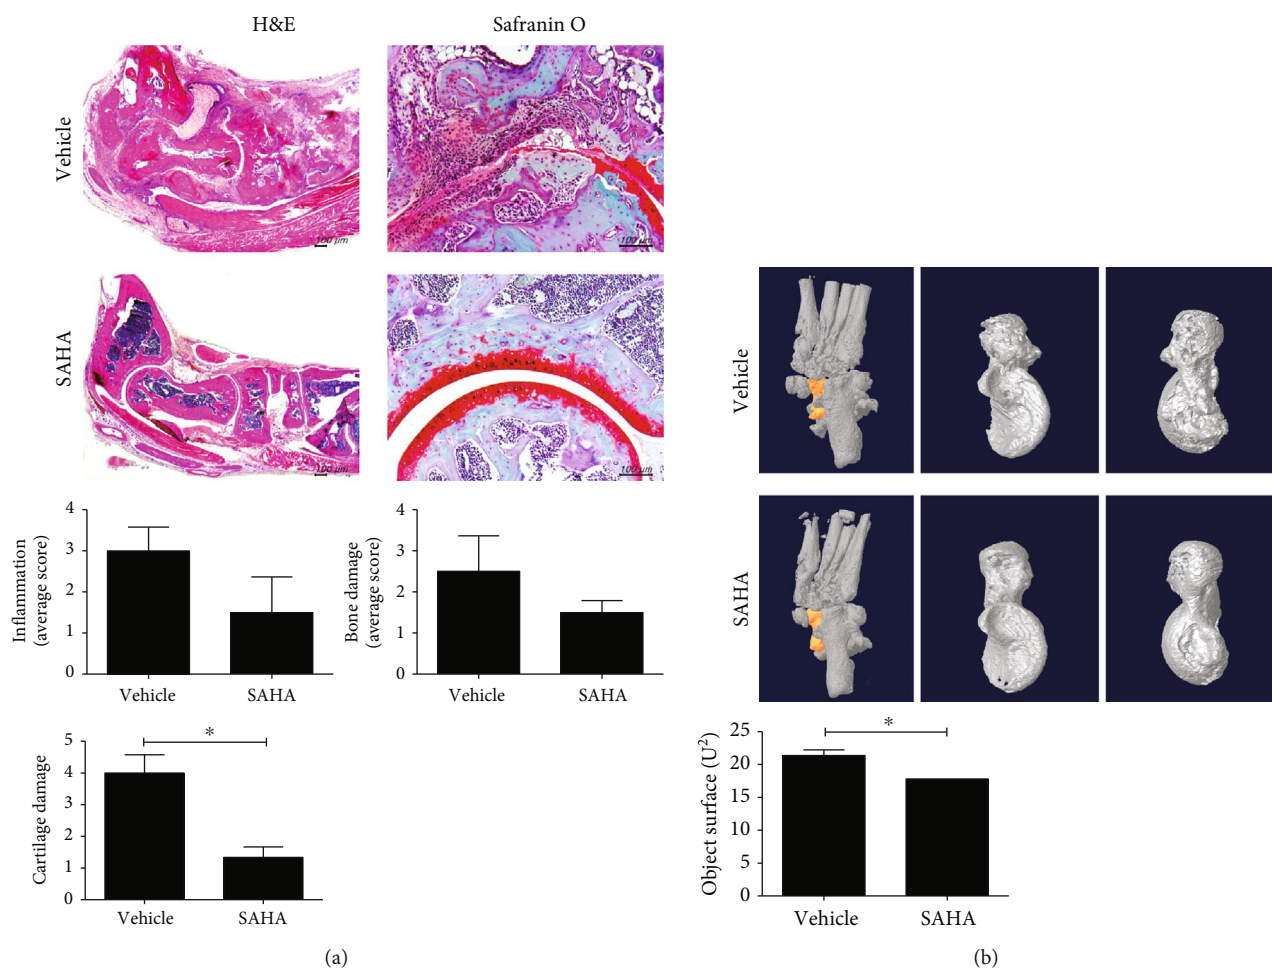 H&E
Safranin O
Vehicle
100 μm
100 μm
SAHA
100 μm
100 μm
Inflammation
(average score)
4
3
2
1
0
Vehicle
SAHA
Bone damage
(average score)
4
3
2
1
0
Vehicle
SAHA
Cartilage damage
5
4
3
2
1
0
*
Vehicle
SAHA
(a)
Vehicle
SAHA
Object surface (U²)
25
20
15
10
5
0
*
Vehicle
SAHA
(b)